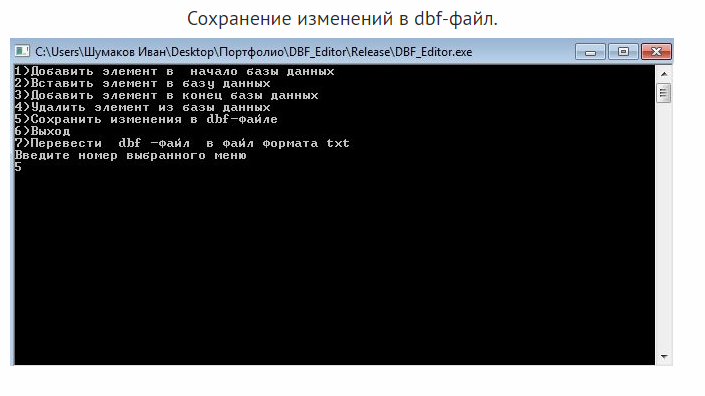 Сохранение изменений в dbf-файл.
C:\Users\Шумаков Иван\Desktop\Портфолио\DBF_Editor\Release\DBF_Editor.exe
1)Добавить элемент в  начало базы данных
2)Вставить элемент в базу данных
3)Добавить элемент в конец базы данных
4)Удалить элемент из базы данных
5)Сохранить изменения в dbf-файле
6)Выход
7)Перевести  dbf -файл  в файл формата txt
Введите номер выбранного меню
5